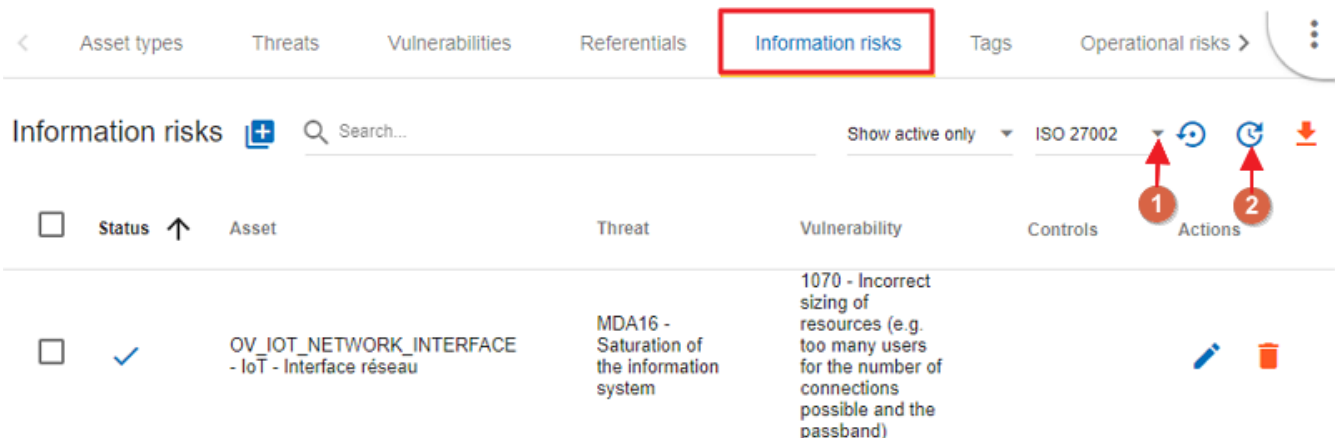 Asset types Threats Vulnerabilities Referentials Information risks Tags Operational risks
Information risks Search... Show active only ISO 27002
1 2
Status Asset Threat Vulnerability Controls Actions
1070 - Incorrect
sizing of
resources (e.g.
too many users
for the number of
connections
possible and the
passband)
MDA16 -
Saturation of
the information
system
OV_IOT_NETWORK_INTERFACE
- IoT - Interface réseau